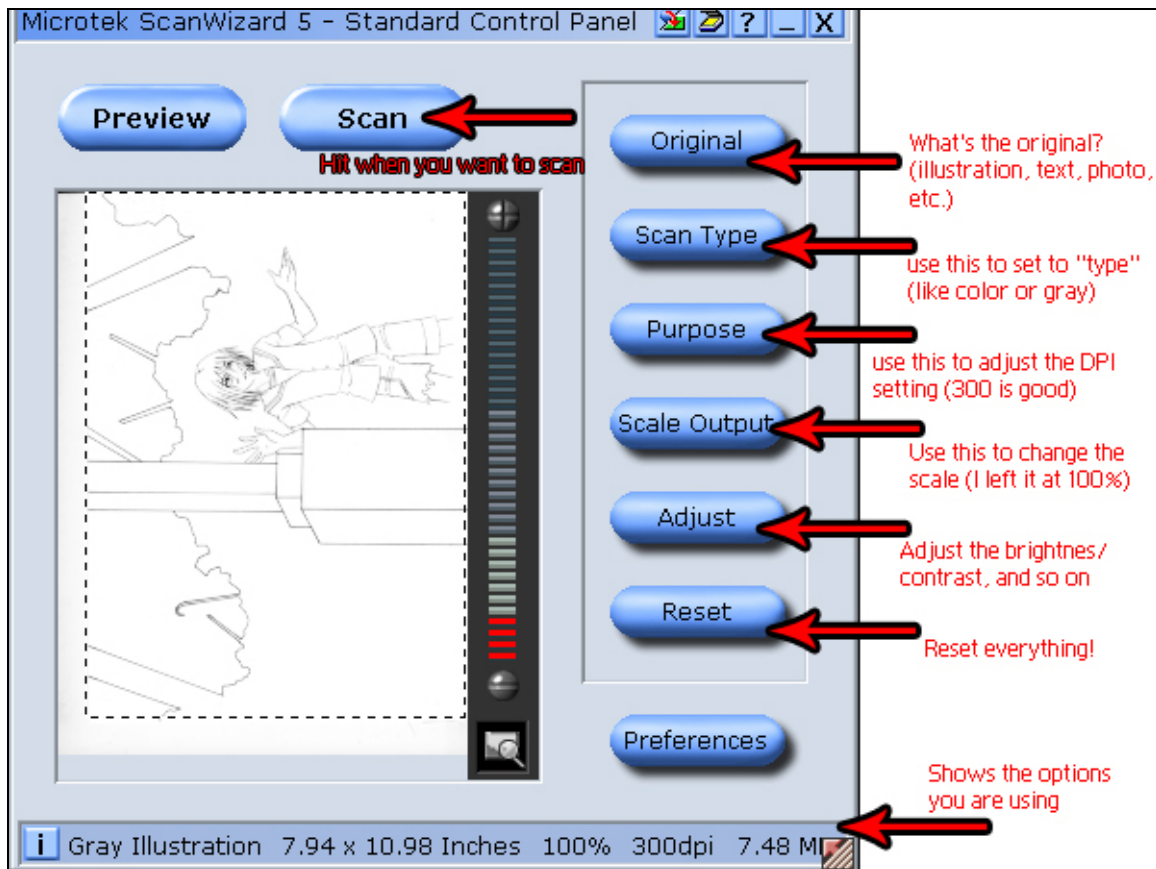 Microtek ScanWizard 5 - Standard Control Panel
Preview
Scan
Hit when you want to scan
Original
What's the original?
(illustration, text, photo,
etc.)
Scan Type
use this to set to "type"
(like color or gray)
Purpose
use this to adjust the DPI
setting (300 is good)
Scale Output
Use this to change the
scale (I left it at 100%)
Adjust
Adjust the brightnes/
contrast, and so on
Reset
Reset everything!
Preferences
Shows the options
you are using
Gray Illustration 7.94 x 10.98 Inches 100% 300dpi 7.48 M